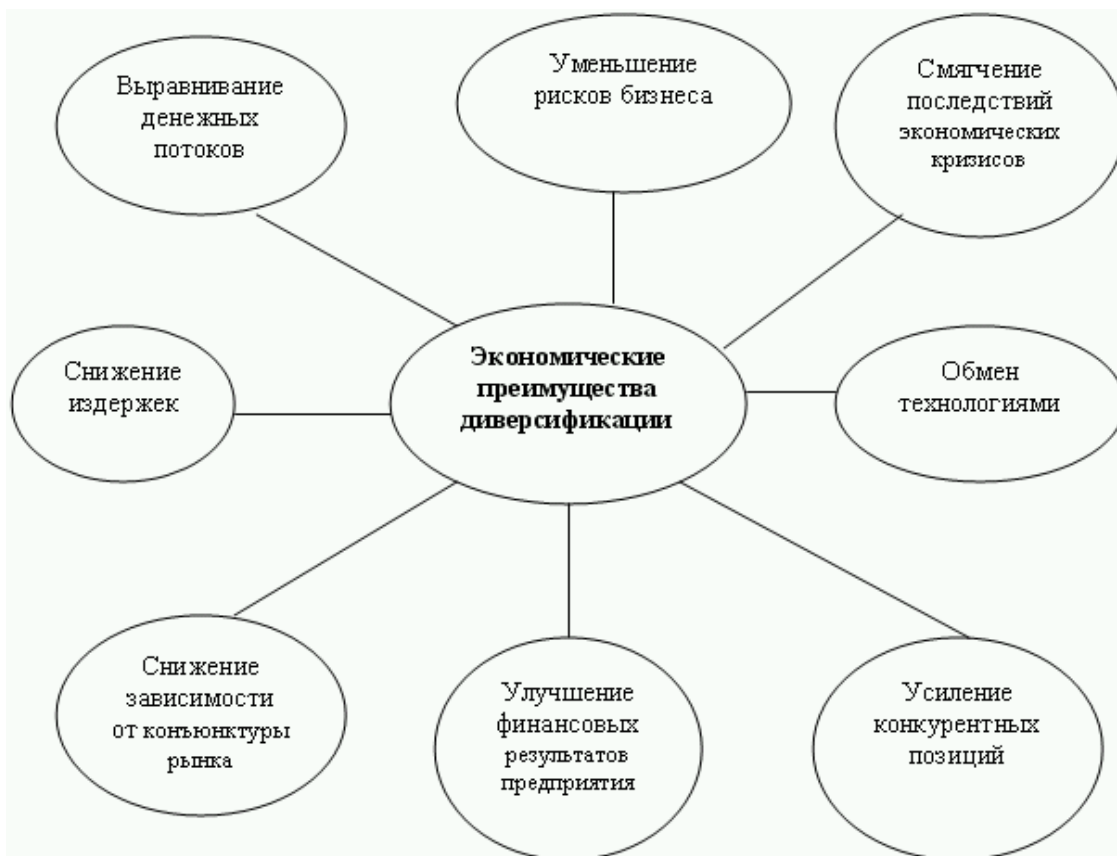 Выравнивание
денежных
потоков
Уменьшение
рисков бизнеса
Смягчение
последствий
экономических
кризисов
Снижение
издержек
Экономические
преимущества
диверсификации
Обмен
технологиями
Снижение
зависимости
от конъюнктуры
рынка
Улучшение
финансовых
результатов
предприятия
Усиление
конкурентных
позиций